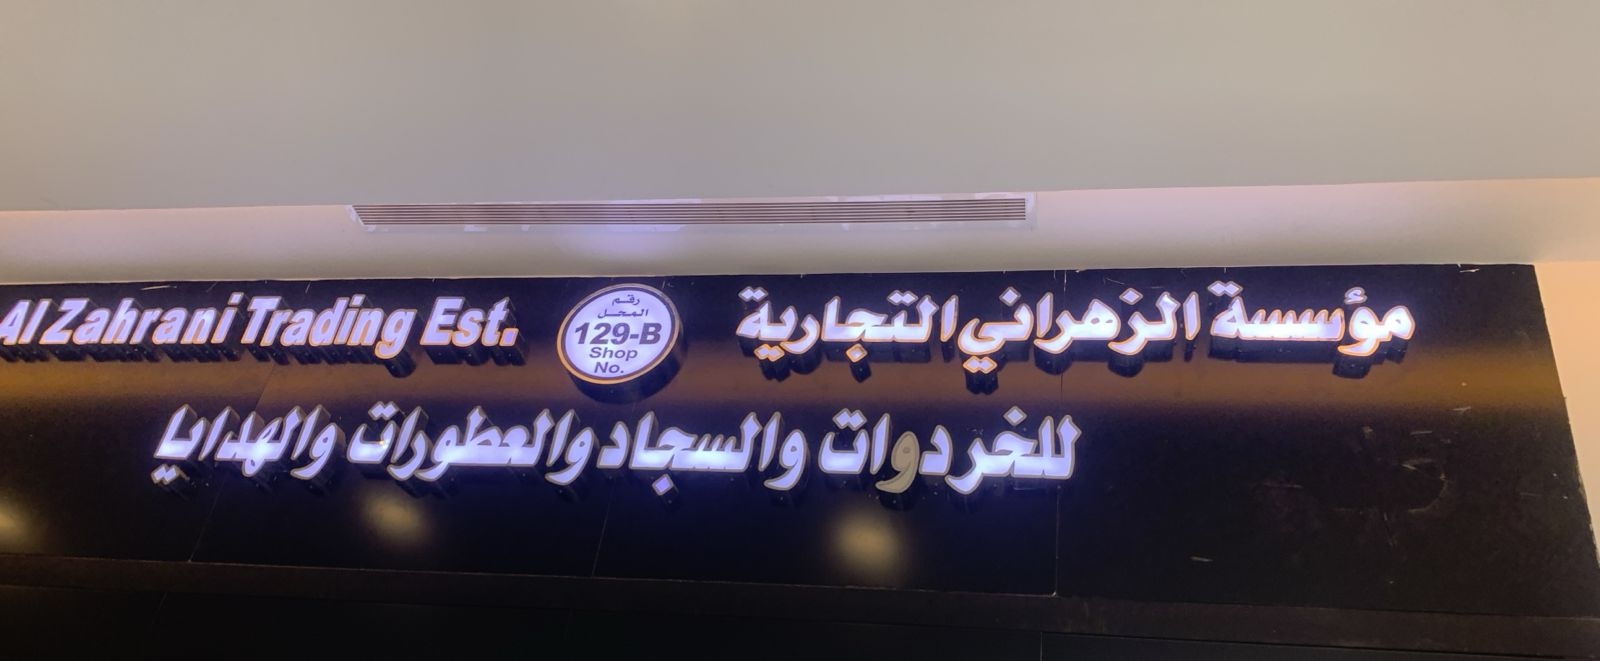 مؤسسة الزهراني التجارية
رقم
المحل
129-B
Shop
No.
Al Zahrani Trading Est.
للخردوات والسجاد والعطورات والهدايا